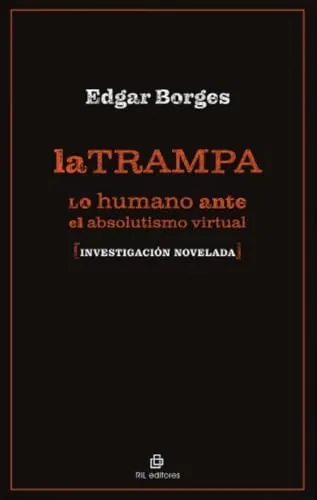 Edgar Borges
laTRAMPA
Lo humano ante
el absolutismo virtual
[INVESTIGACIÓN NOVELADA]
RIL editores